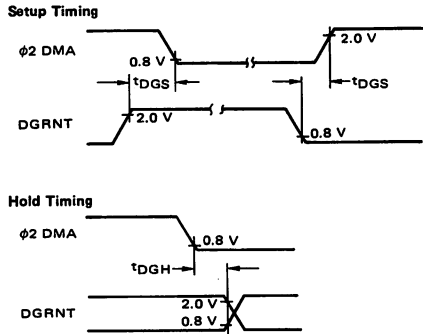 Setup Timing
ϕ2 DMA
0.8 V
2.0 V
tDGS
tDGS
DGRNT
2.0 V
0.8 V
Hold Timing
ϕ2 DMA
0.8 V
tDGH
DGRNT
2.0 V
0.8 V